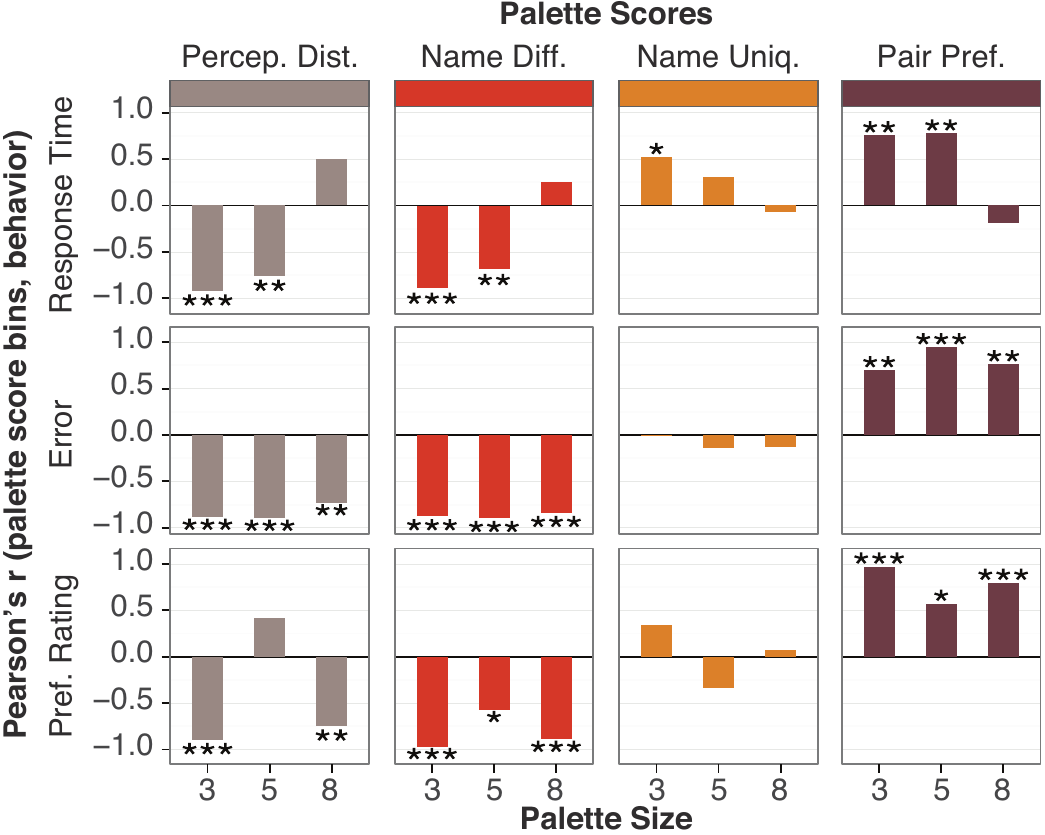 Palette Scores
Percep. Dist. Name Diff. Name Uniq. Pair Pref.
Pearson's r (palette score bins, behavior)
Response Time
1.0
0.5
0.0
−0.5
−1.0
*** ** *** ** * ** **
Error
1.0
0.5
0.0
−0.5
−1.0
*** *** ** *** *** *** ** *** **
Pref. Rating
1.0
0.5
0.0
−0.5
−1.0
*** ** *** * *** *** * ***
3 5 8 3 5 8 3 5 8 3 5 8
Palette Size